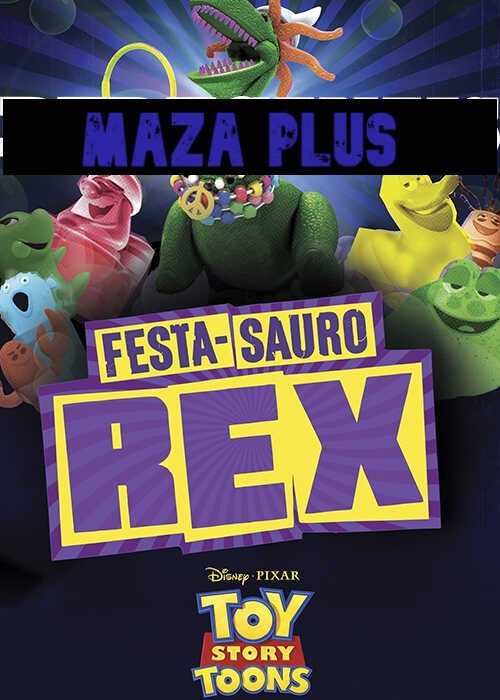 MAZA PLUS
FESTA-SAURO
REX
DISNEY · PIXAR
TOY
STORY
TOONS